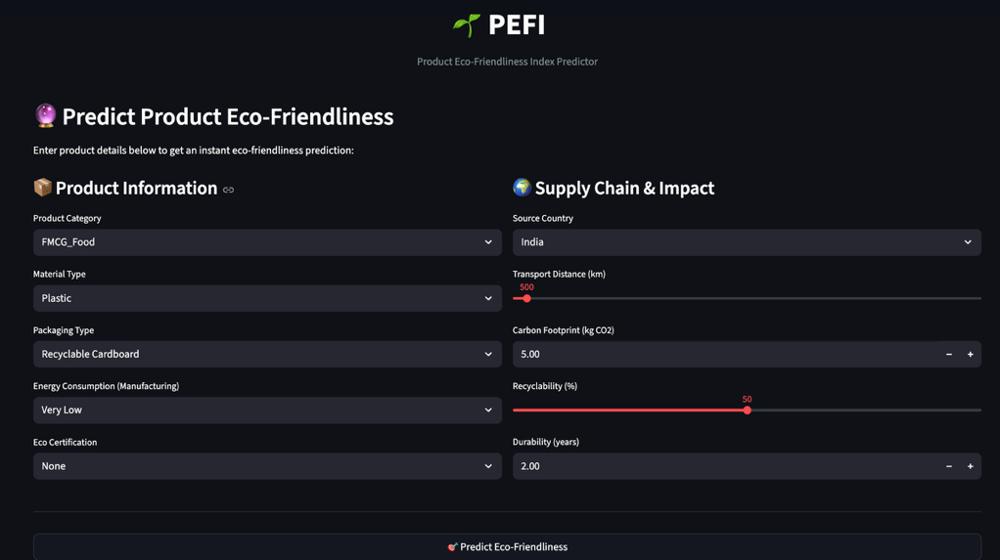 PEFI
Product Eco-Friendliness Index Predictor
Predict Product Eco-Friendliness
Enter product details below to get an instant eco-friendliness prediction:
Product Information
Product Category
FMCG_Food
Material Type
Plastic
Packaging Type
Recyclable Cardboard
Energy Consumption (Manufacturing)
Very Low
Eco Certification
None
Supply Chain & Impact
Source Country
India
Transport Distance (km)
500
Carbon Footprint (kg CO2)
5.00
Recyclability (%)
50
Durability (years)
2.00
Predict Eco-Friendliness